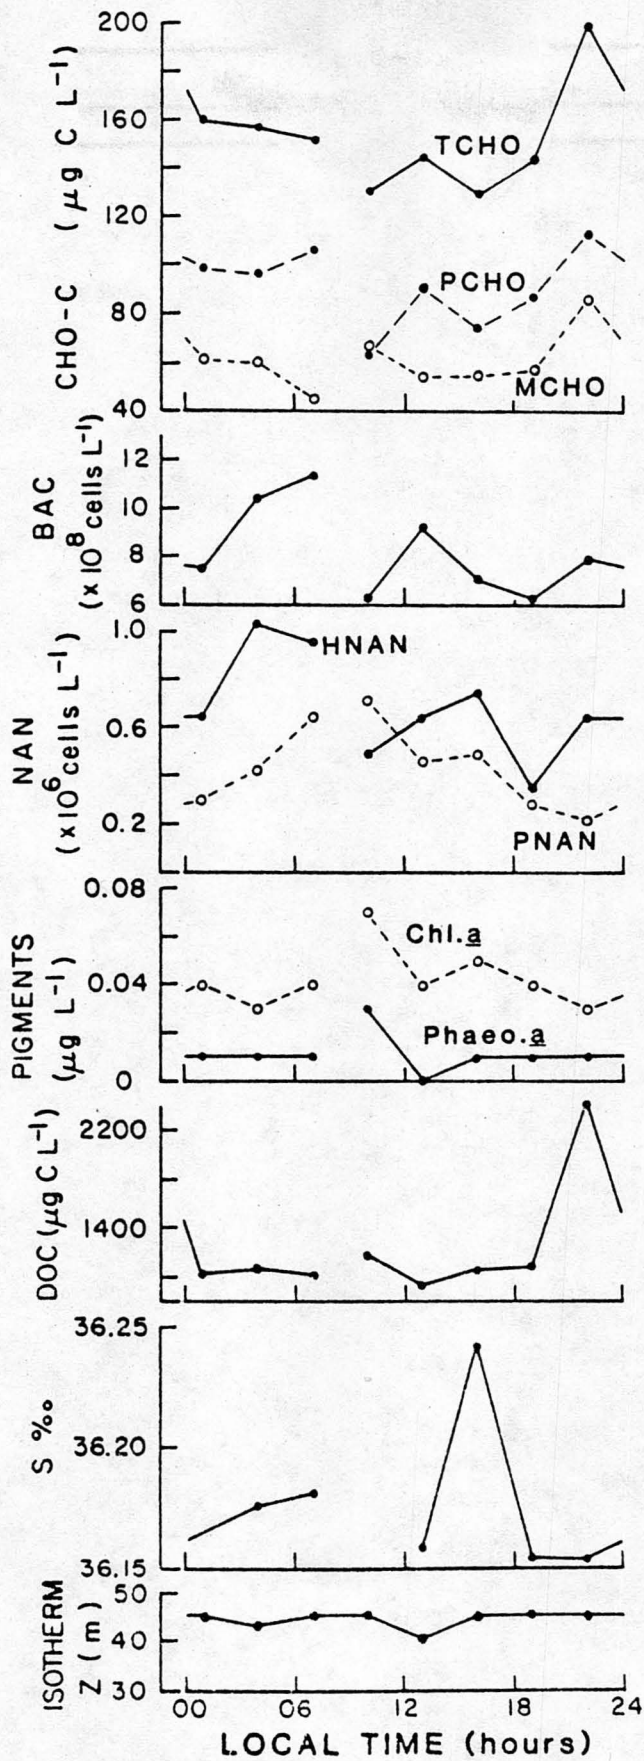 200
160
120
80
40
CHO-C (µg C L⁻¹)
TCHO
PCHO
MCHO
12
10
8
6
BAC
(x 10⁸ cells L⁻¹)
1.0
0.6
0.2
NAN
(x10⁶ cells L⁻¹)
HNAN
PNAN
0.08
0.04
0
PIGMENTS
(µg L⁻¹)
Chl.a
Phaeo.a
2200
1400
DOC (µg C L⁻¹)
36.25
36.20
36.15
S ‰
50
40
30
ISOTHERM
Z (m)
00 06 12 18 24
LOCAL TIME (hours)